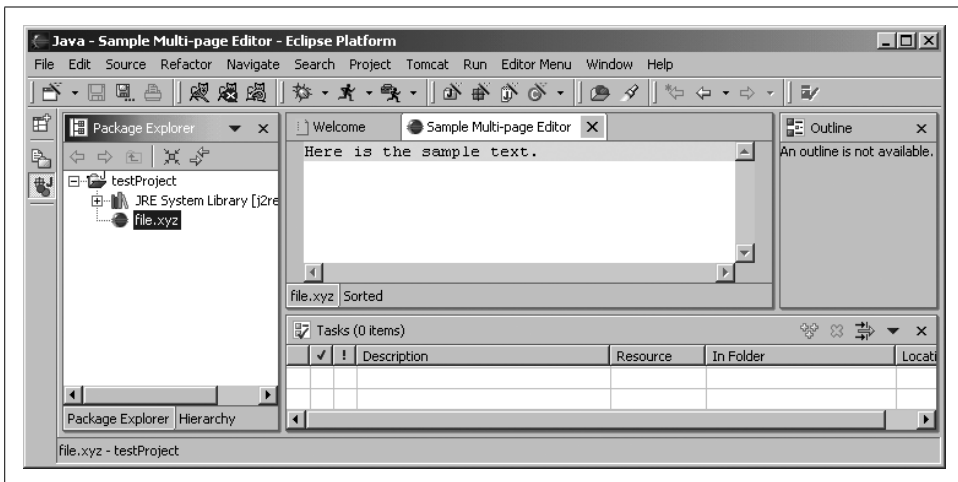 Java - Sample Multi-page Editor - Eclipse Platform
File Edit Source Refactor Navigate Search Project Tomcat Run Editor Menu Window Help
Package Explorer
Welcome
Sample Multi-page Editor
Outline
Here is the sample text.
An outline is not available.
testProject
JRE System Library [j2re
file.xyz
file.xyz Sorted
Tasks (0 items)
! Description Resource In Folder Locati
Package Explorer Hierarchy
file.xyz - testProject